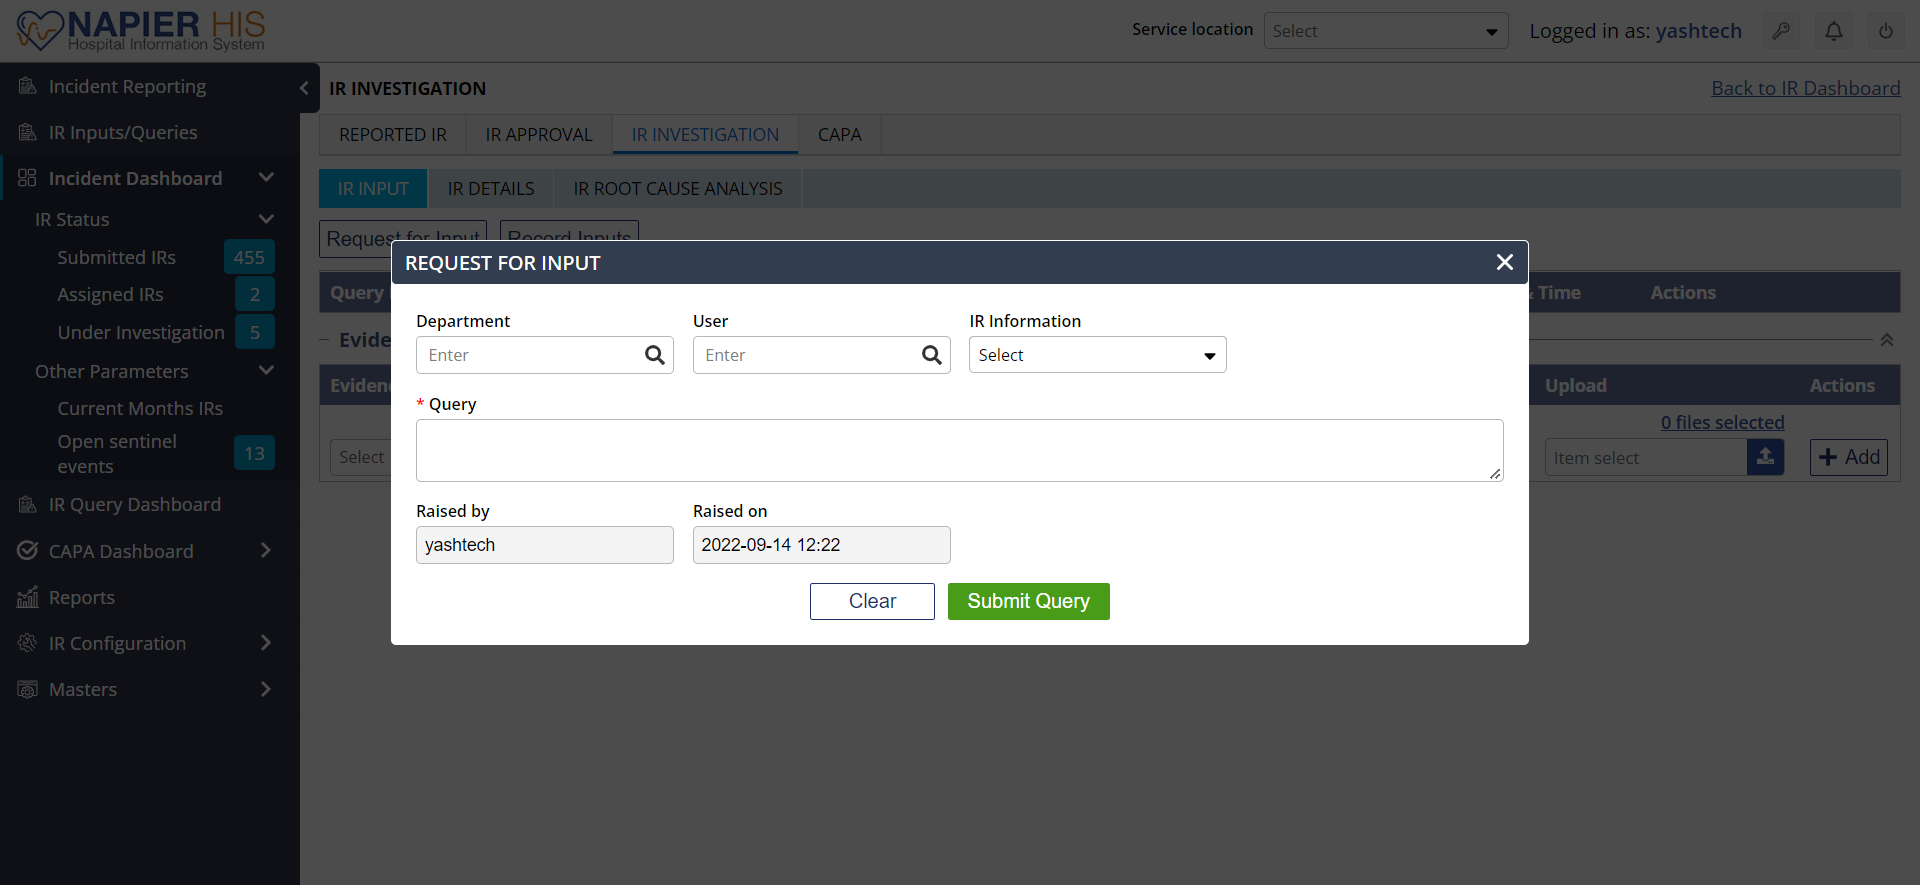 NAPIER HIS
Hospital Information System
Service location
Select
Logged in as: yashtech
Incident Reporting
IR Inputs/Queries
Incident Dashboard
IR Status
Submitted IRs 455
Assigned IRs 2
Under Investigation 5
Other Parameters
Current Months IRs
Open sentinel events 13
IR Query Dashboard
CAPA Dashboard
Reports
IR Configuration
Masters
IR INVESTIGATION
Back to IR Dashboard
REPORTED IR IR APPROVAL IR INVESTIGATION CAPA
IR INPUT IR DETAILS IR ROOT CAUSE ANALYSIS
Request for Input Record Inputs
Query
& Time Actions
Upload Actions
0 files selected
Select
Item select
Add
REQUEST FOR INPUT
Department User IR Information
Enter Enter Select
* Query
Raised by Raised on
yashtech 2022-09-14 12:22
Clear Submit Query